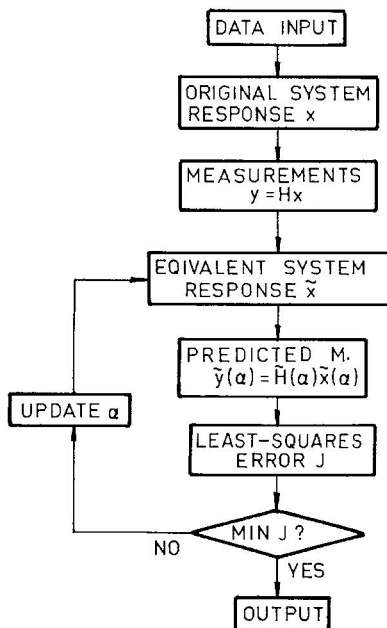 DATA INPUT
ORIGINAL SYSTEM
RESPONSE x
MEASUREMENTS
y = Hx
EQIVALENT SYSTEM
RESPONSE x̃
PREDICTED M.
ỹ(α) = H̃(α)x̃(α)
UPDATE α
LEAST-SQUARES
ERROR J
MIN J ?
NO
YES
OUTPUT